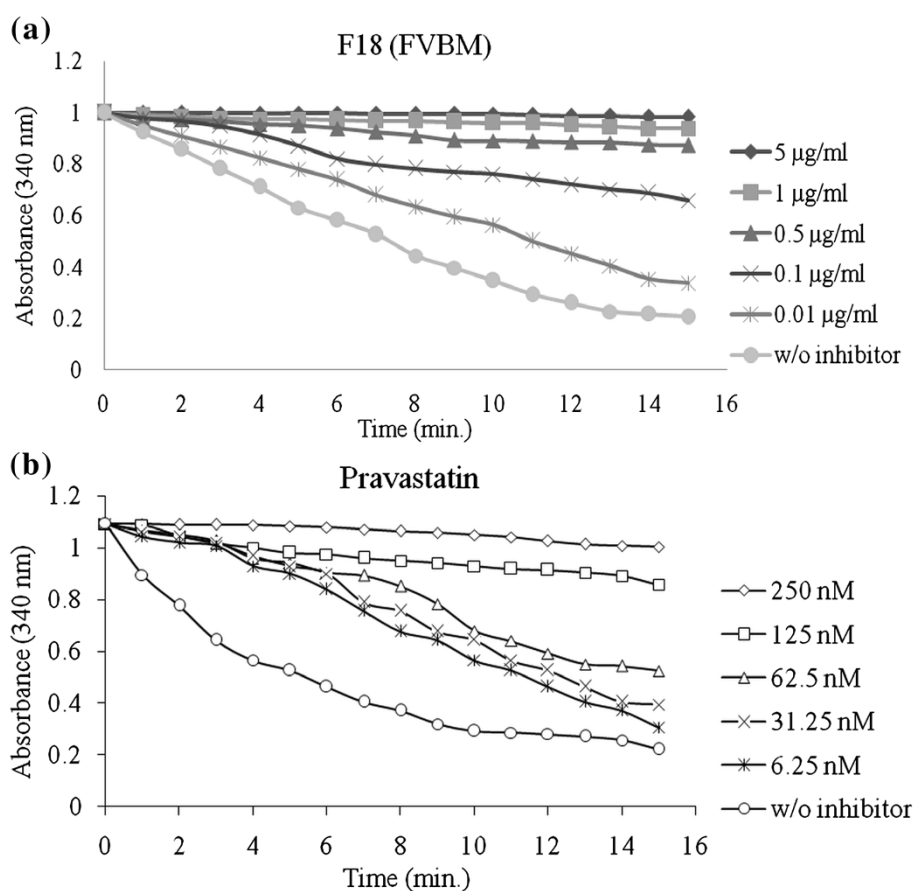 (a)
F18 (FVBM)
1.2
1
0.8
0.6
0.4
0.2
0
Absorbance (340 nm)
0 2 4 6 8 10 12 14 16
Time (min.)
5 µg/ml
1 µg/ml
0.5 µg/ml
0.1 µg/ml
0.01 µg/ml
w/o inhibitor
(b)
Pravastatin
1.2
1
0.8
0.6
0.4
0.2
0
Absorbance (340 nm)
0 2 4 6 8 10 12 14 16
Time (min.)
250 nM
125 nM
62.5 nM
31.25 nM
6.25 nM
w/o inhibitor